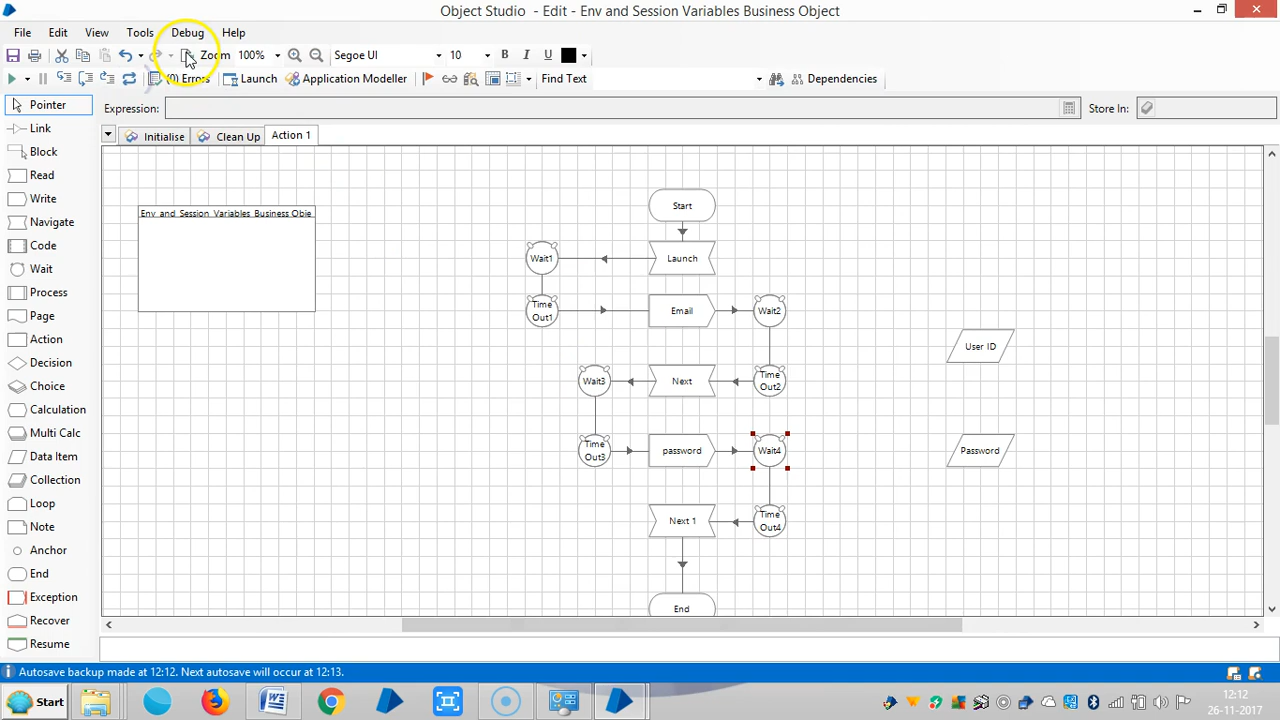 Object Studio - Edit - Env and Session Variables Business Object
File Edit View Tools Debug Help
Zoom 100% Segoe UI 10 B I U
(0) Errors Launch Application Modeller Find Text Dependencies
Pointer
Expression: Store In:
Link
Initialise Clean Up Action 1
Block
Read
Write
Navigate
Code
Wait
Process
Page
Action
Decision
Choice
Calculation
Multi Calc
Data Item
Collection
Loop
Note
Anchor
End
Exception
Recover
Resume
Env and Session Variables Business Obje
Start
Wait1 Launch
Time Out1
Email Wait2
User ID
Wait3 Next
Time Out2
Time Out3
password Wait4 Password
Next 1
Time Out4
End
Autosave backup made at 12:12. Next autosave will occur at 12:13.
Start
12:12
26-11-2017